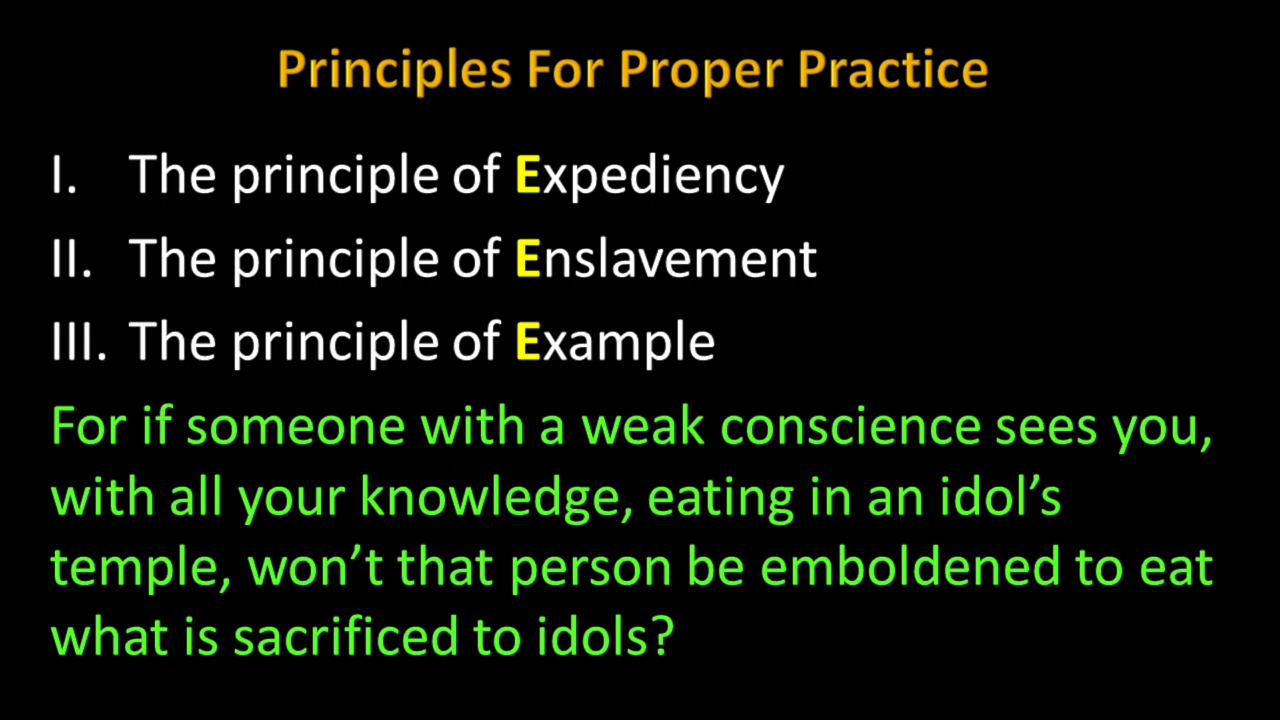 Principles For Proper Practice
I. The principle of Expediency
II. The principle of Enslavement
III. The principle of Example
For if someone with a weak conscience sees you,
with all your knowledge, eating in an idol’s
temple, won’t that person be emboldened to eat
what is sacrificed to idols?